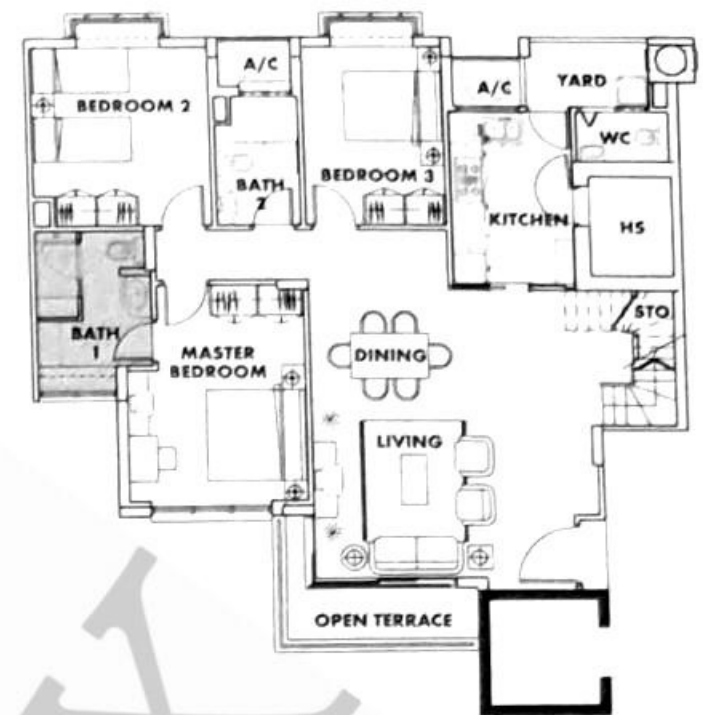 A/C
BEDROOM 2
A/C
YARD
WC
BATH
2
BEDROOM 3
KITCHEN
HS
STO
BATH
1
MASTER
BEDROOM
DINING
LIVING
OPEN TERRACE